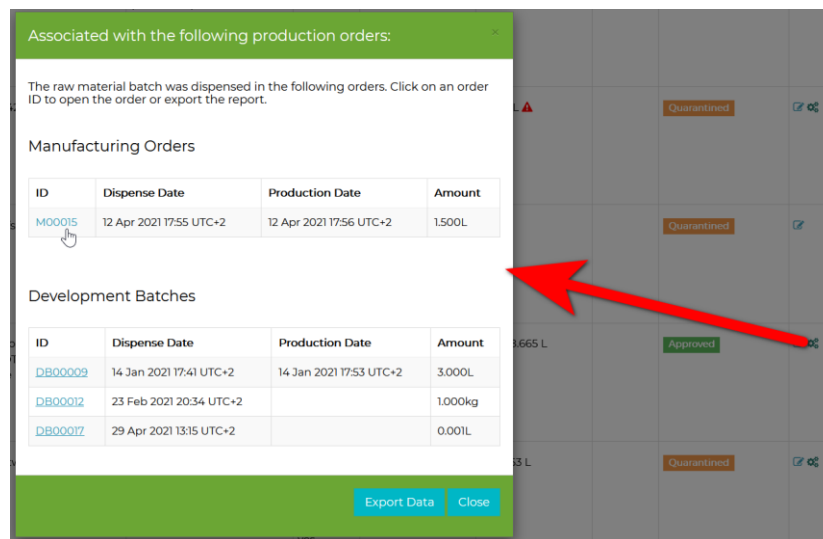 Associated with the following production orders:
×
The raw material batch was dispensed in the following orders. Click on an order
ID to open the order or export the report.
Manufacturing Orders
ID Dispense Date Production Date Amount
M00015 12 Apr 2021 17:55 UTC+2 12 Apr 2021 17:56 UTC+2 1.500L
Development Batches
ID Dispense Date Production Date Amount
DB00009 14 Jan 2021 17:41 UTC+2 14 Jan 2021 17:53 UTC+2 3.000L
DB00012 23 Feb 2021 20:34 UTC+2 1.000kg
DB00017 29 Apr 2021 13:15 UTC+2 0.001L
Export Data Close
L Quarantined
Quarantined
3.665 L Approved
53 L Quarantined